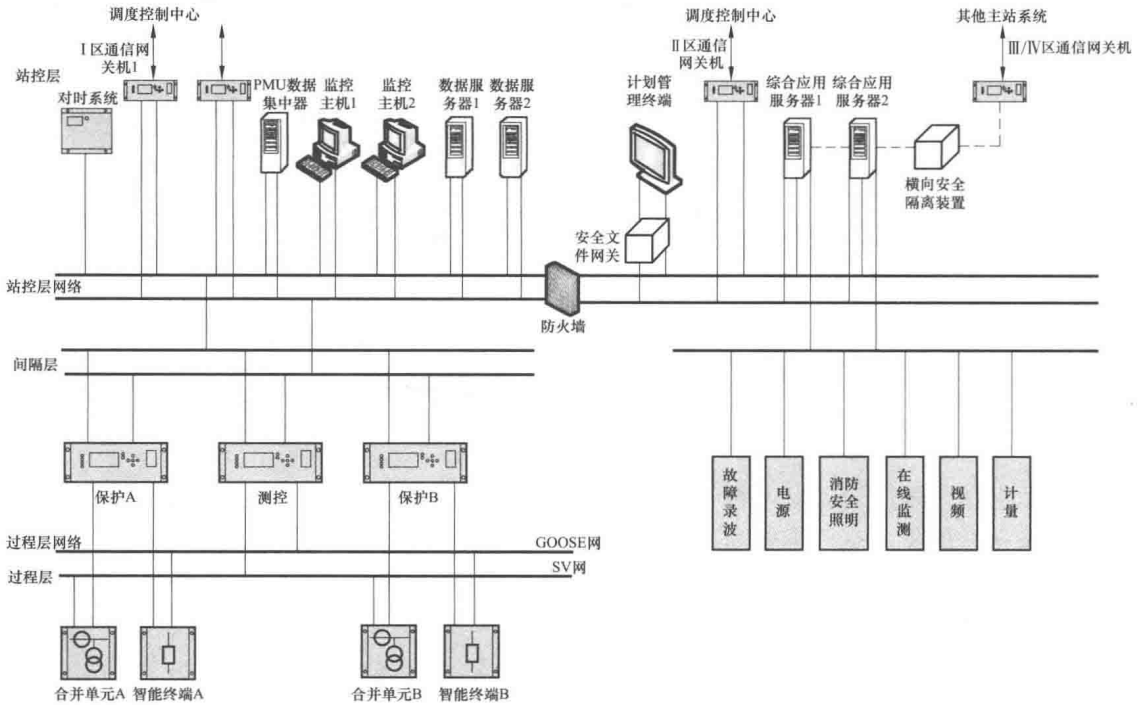 调度控制中心
调度控制中心
其他主站系统
Ⅰ区通信网
关机1
Ⅱ区通信
网关机
Ⅲ/Ⅳ区通信网关机
站控层
对时系统
PMU数据
集中器
监控
主机1
监控
主机2
数据服
务器1
数据服
务器2
计划管
理终端
综合应用
服务器1
综合应用
服务器2
横向安全
隔离装置
安全文
件网关
站控层网络
防火墙
间隔层
保护A
测控
保护B
故障录波
电源
消防
安全
照明
在线监测
视频
计量
过程层网络
GOOSE网
SV网
过程层
合并单元A
智能终端A
合并单元B
智能终端B